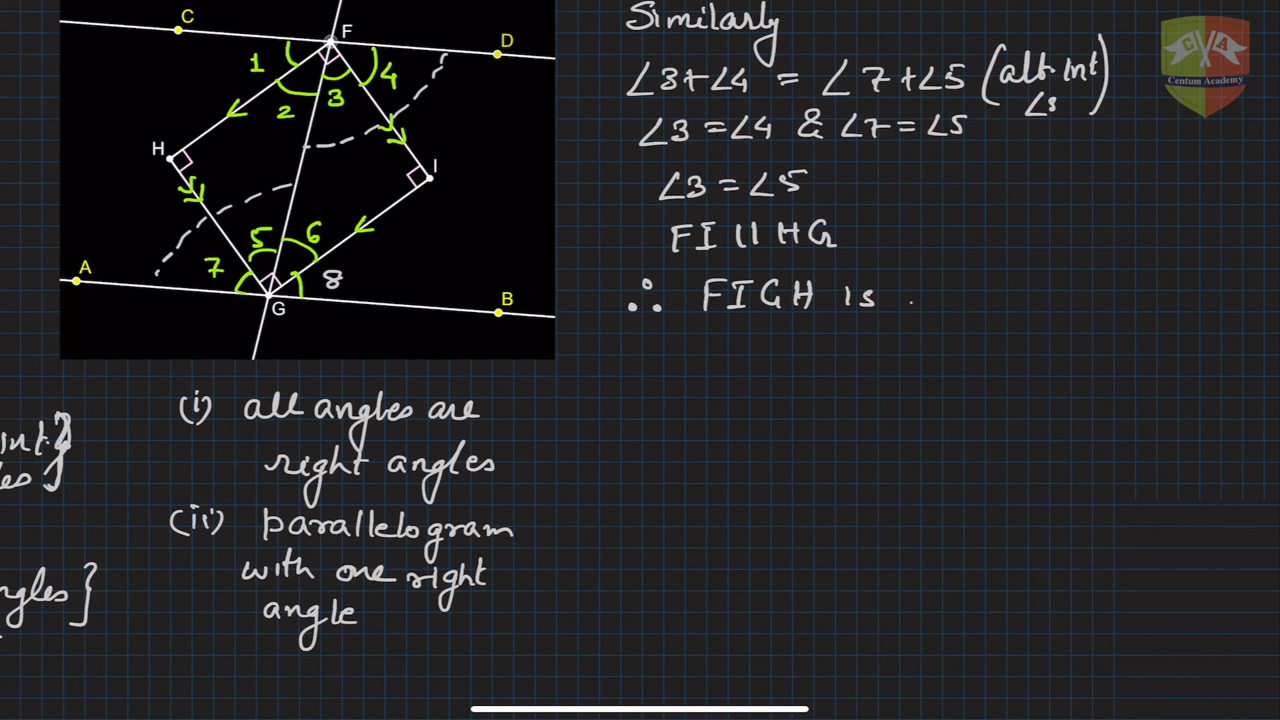 C
F
D
1
4
3
2
H
I
5
6
A
7
8
G
B
Similarly
∠3+∠4 = ∠7+∠5 (alt int ∠s)
∠3 = ∠4 & ∠7 = ∠5
∠3 = ∠5
FI || HG
∴ FIGH is
C A
Centum Academy
int.}
}
ngles }
(i) all angles are
right angles
(ii) parallelogram
with one right
angle